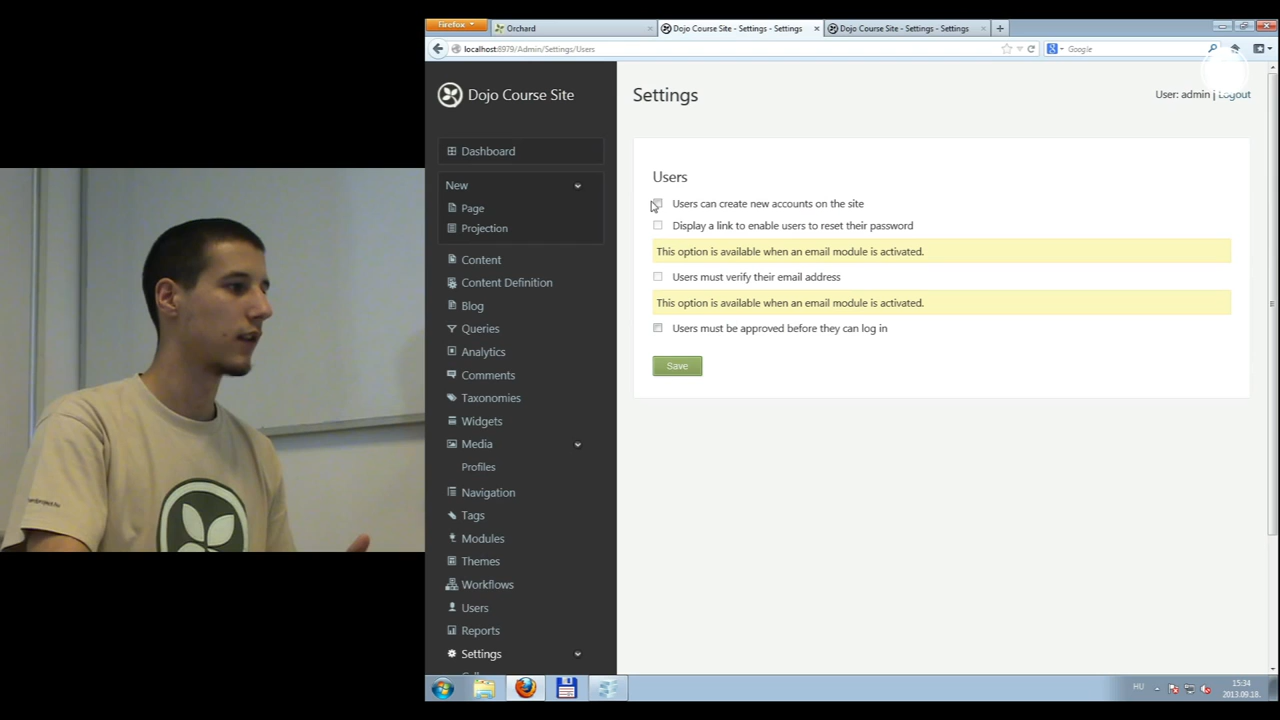 Firefox
Orchard
Dojo Course Site - Settings - Settings
Dojo Course Site - Settings - Settings
localhost:8979/Admin/Settings/Users
Google
Dojo Course Site
Settings
User: admin | Logout
Dashboard
New
Page
Projection
Content
Content Definition
Blog
Queries
Analytics
Comments
Taxonomies
Widgets
Media
Profiles
Navigation
Tags
Modules
Themes
Workflows
Users
Reports
Settings
Users
Users can create new accounts on the site
Display a link to enable users to reset their password
This option is available when an email module is activated.
Users must verify their email address
This option is available when an email module is activated.
Users must be approved before they can log in
Save
HU
15:34
2013.09.18.